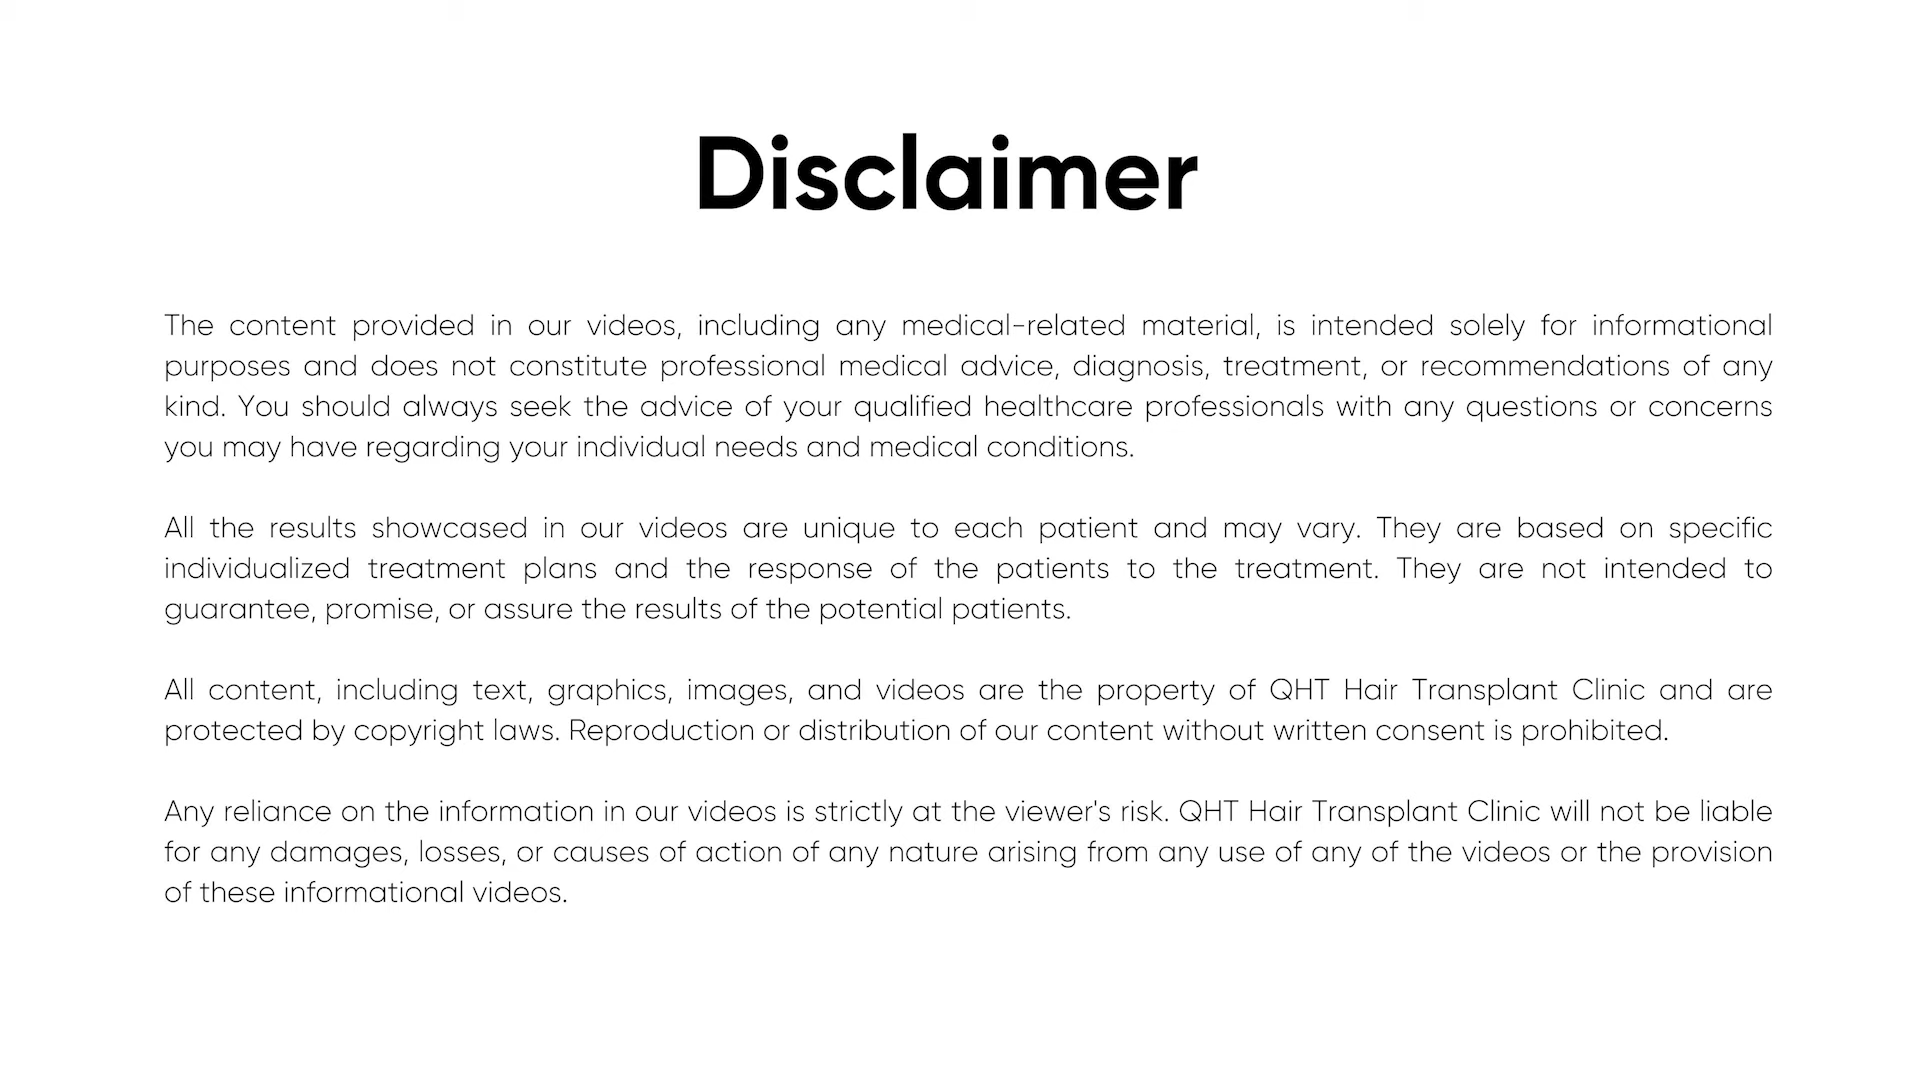 Disclaimer
The content provided in our videos, including any medical-related material, is intended solely for informational
purposes and does not constitute professional medical advice, diagnosis, treatment, or recommendations of any
kind. You should always seek the advice of your qualified healthcare professionals with any questions or concerns
you may have regarding your individual needs and medical conditions.
All the results showcased in our videos are unique to each patient and may vary. They are based on specific
individualized treatment plans and the response of the patients to the treatment. They are not intended to
guarantee, promise, or assure the results of the potential patients.
All content, including text, graphics, images, and videos are the property of QHT Hair Transplant Clinic and are
protected by copyright laws. Reproduction or distribution of our content without written consent is prohibited.
Any reliance on the information in our videos is strictly at the viewer's risk. QHT Hair Transplant Clinic will not be liable
for any damages, losses, or causes of action of any nature arising from any use of any of the videos or the provision
of these informational videos.